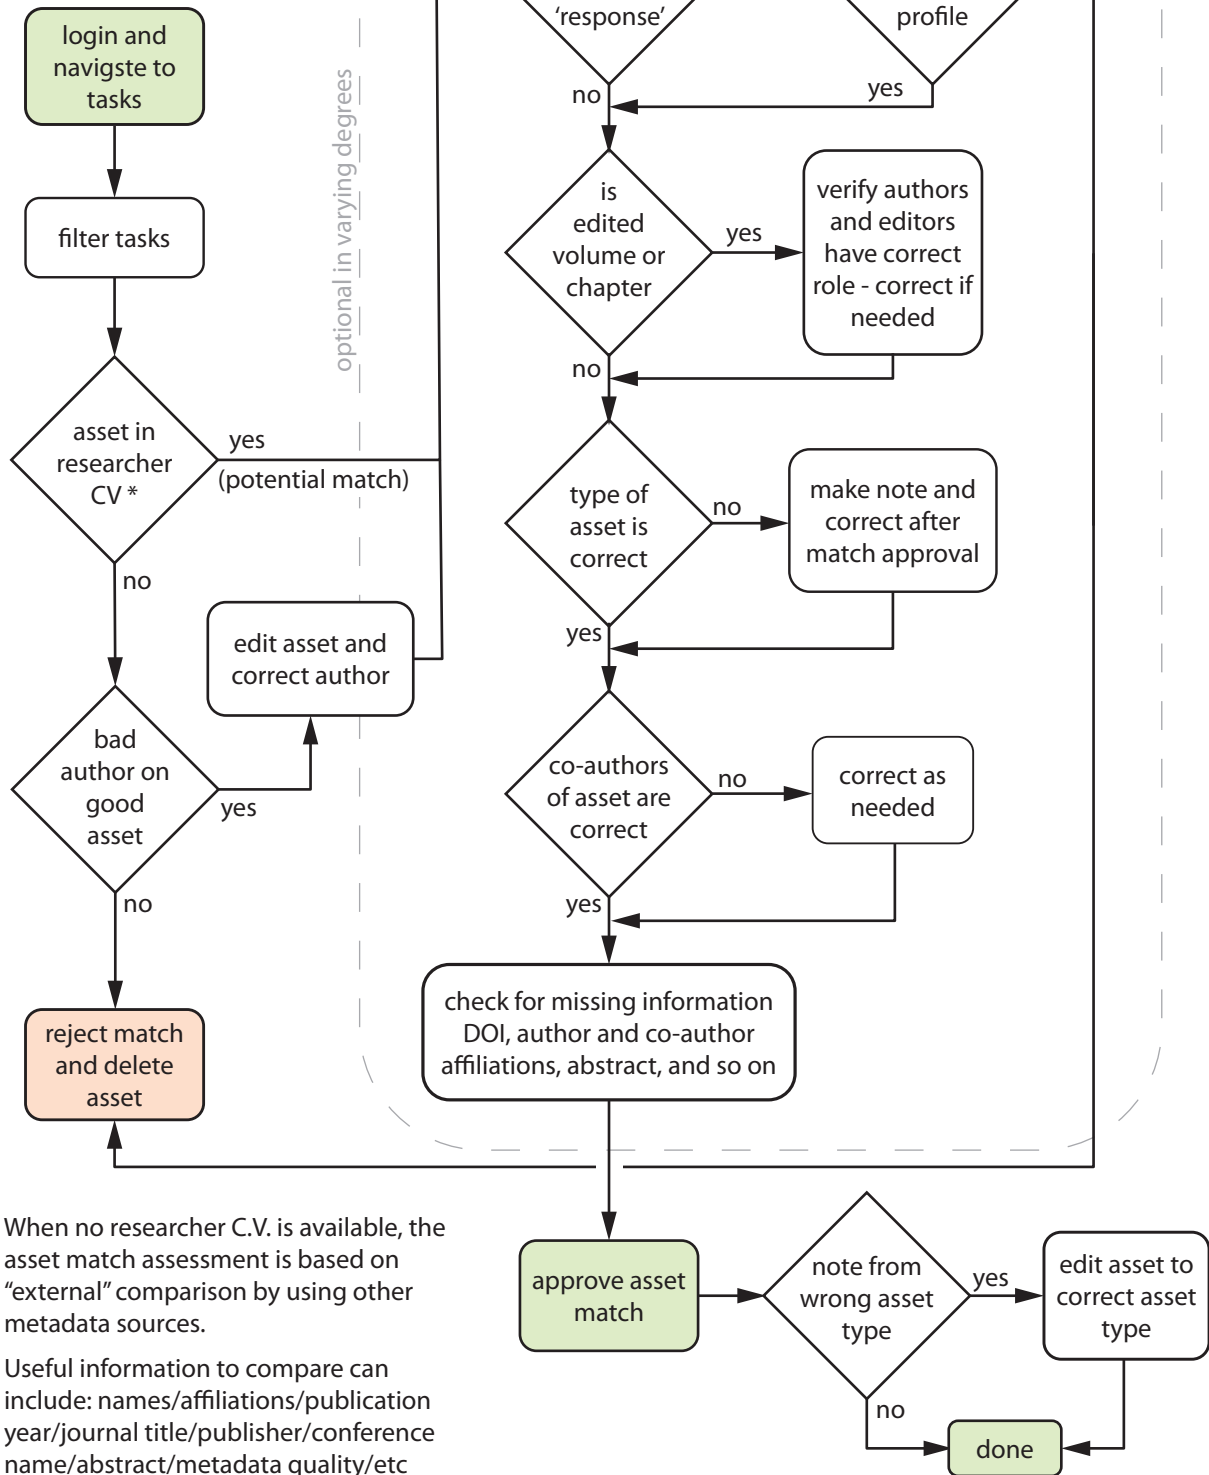 login and
navigste to
tasks
filter tasks
asset in
researcher
CV *
yes
(potential match)
no
edit asset and
correct author
bad
author on
good
asset
yes
no
reject match
and delete
asset
optional in varying degrees
‘response’
profile
no
yes
is
edited
volume or
chapter
yes
verify authors
and editors
have correct
role - correct if
needed
no
type of
asset is
correct
no
make note and
correct after
match approval
yes
co-authors
of asset are
correct
no
correct as
needed
yes
check for missing information
DOI, author and co-author
affiliations, abstract, and so on
approve asset
match
note from
wrong asset
type
yes
edit asset to
correct asset
type
no
done
When no researcher C.V. is available, the
asset match assessment is based on
“external” comparison by using other
metadata sources.
Useful information to compare can
include: names/affiliations/publication
year/journal title/publisher/conference
name/abstract/metadata quality/etc